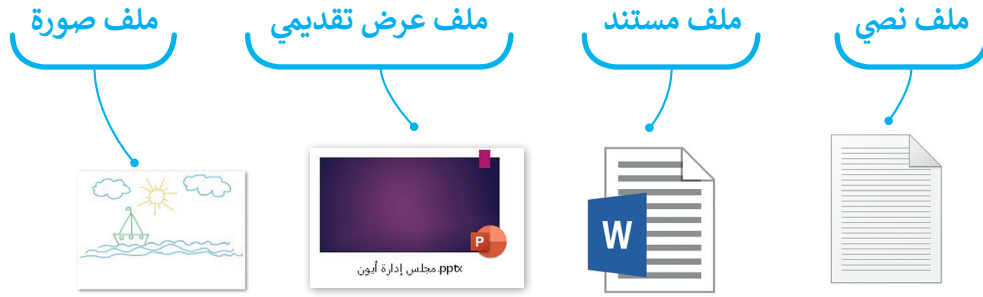 ملف نصي
ملف مستند
ملف عرض تقديمي
ملف صورة
W
P
مجلس إدارة أيون.pptx